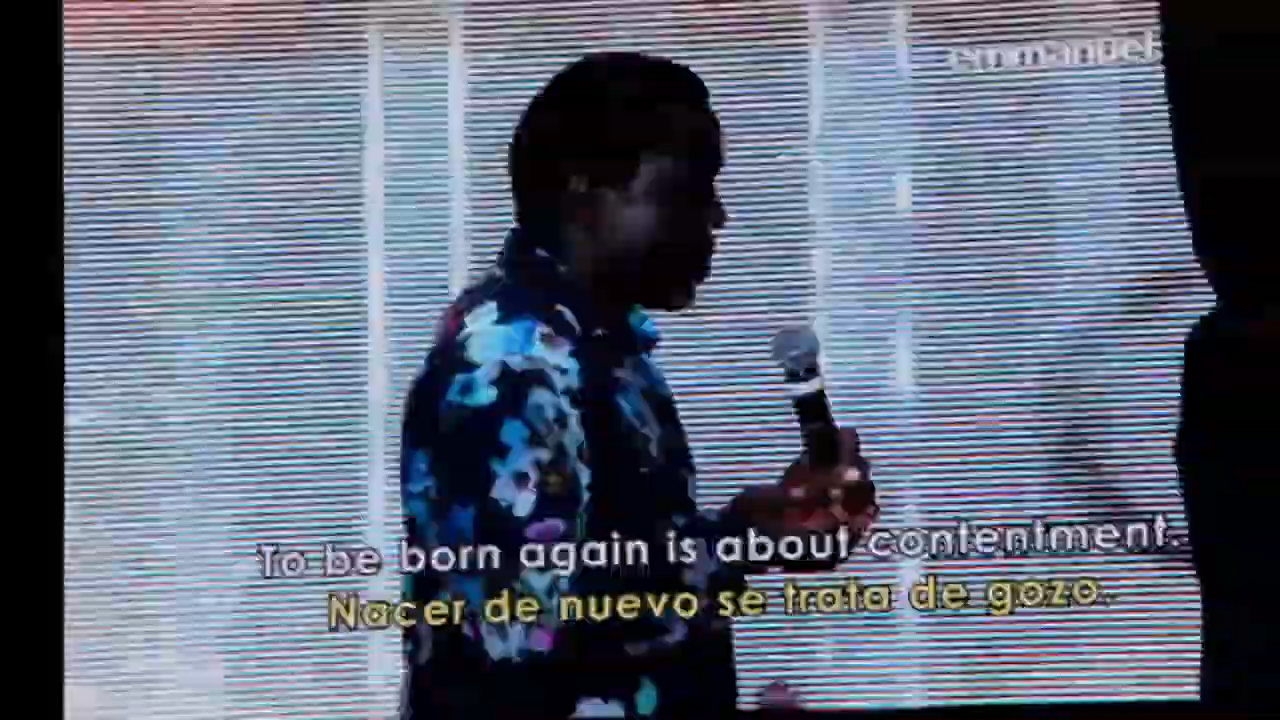 emmanuel
To be born again is about contentment.
Nacer de nuevo se trata de gozo.